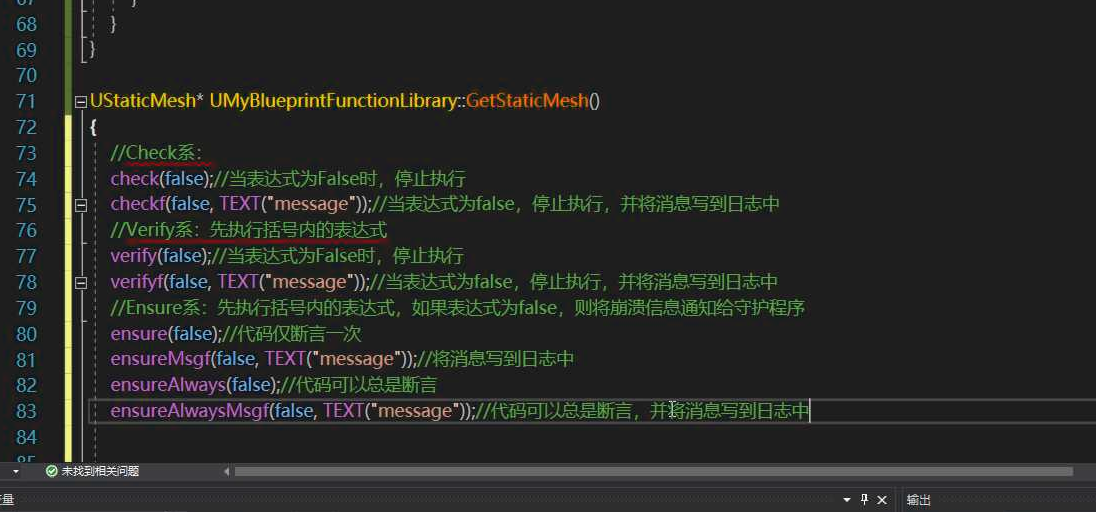 67 }
68 }
69 }
70
71 UStaticMesh* UMyBlueprintFunctionLibrary::GetStaticMesh()
72 {
73 //Check系：
74 check(false);//当表达式为False时，停止执行
75 checkf(false, TEXT("message"));//当表达式为false，停止执行，并将消息写到日志中
76 //Verify系：先执行括号内的表达式
77 verify(false);//当表达式为False时，停止执行
78 verifyf(false, TEXT("message"));//当表达式为false，停止执行，并将消息写到日志中
79 //Ensure系：先执行括号内的表达式，如果表达式为false，则将崩溃信息通知给守护程序
80 ensure(false);//代码仅断言一次
81 ensureMsgf(false, TEXT("message"));//将消息写到日志中
82 ensureAlways(false);//代码可以总是断言
83 ensureAlwaysMsgf(false, TEXT("message"));//代码可以总是断言，并将消息写到日志中
84
85
未找到相关问题
量 输出